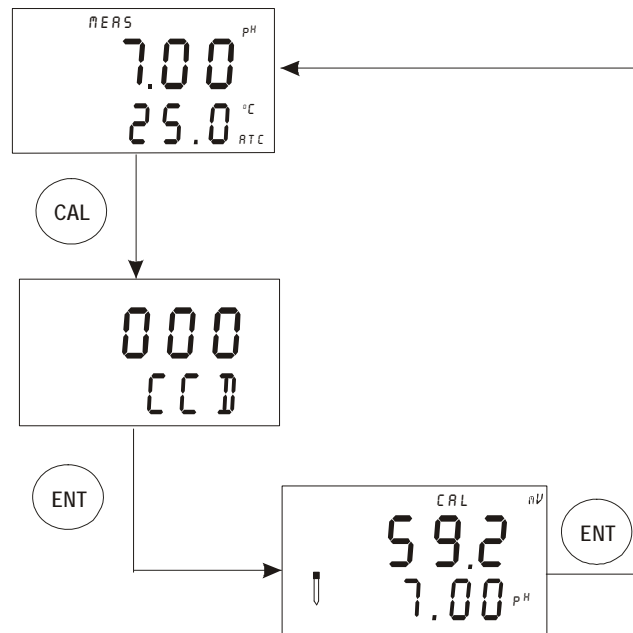 MEAS
7.00 pH
25.0 °C
ATC
CAL
000
CCD
ENT
CAL mV
59.2
7.00 pH
ENT